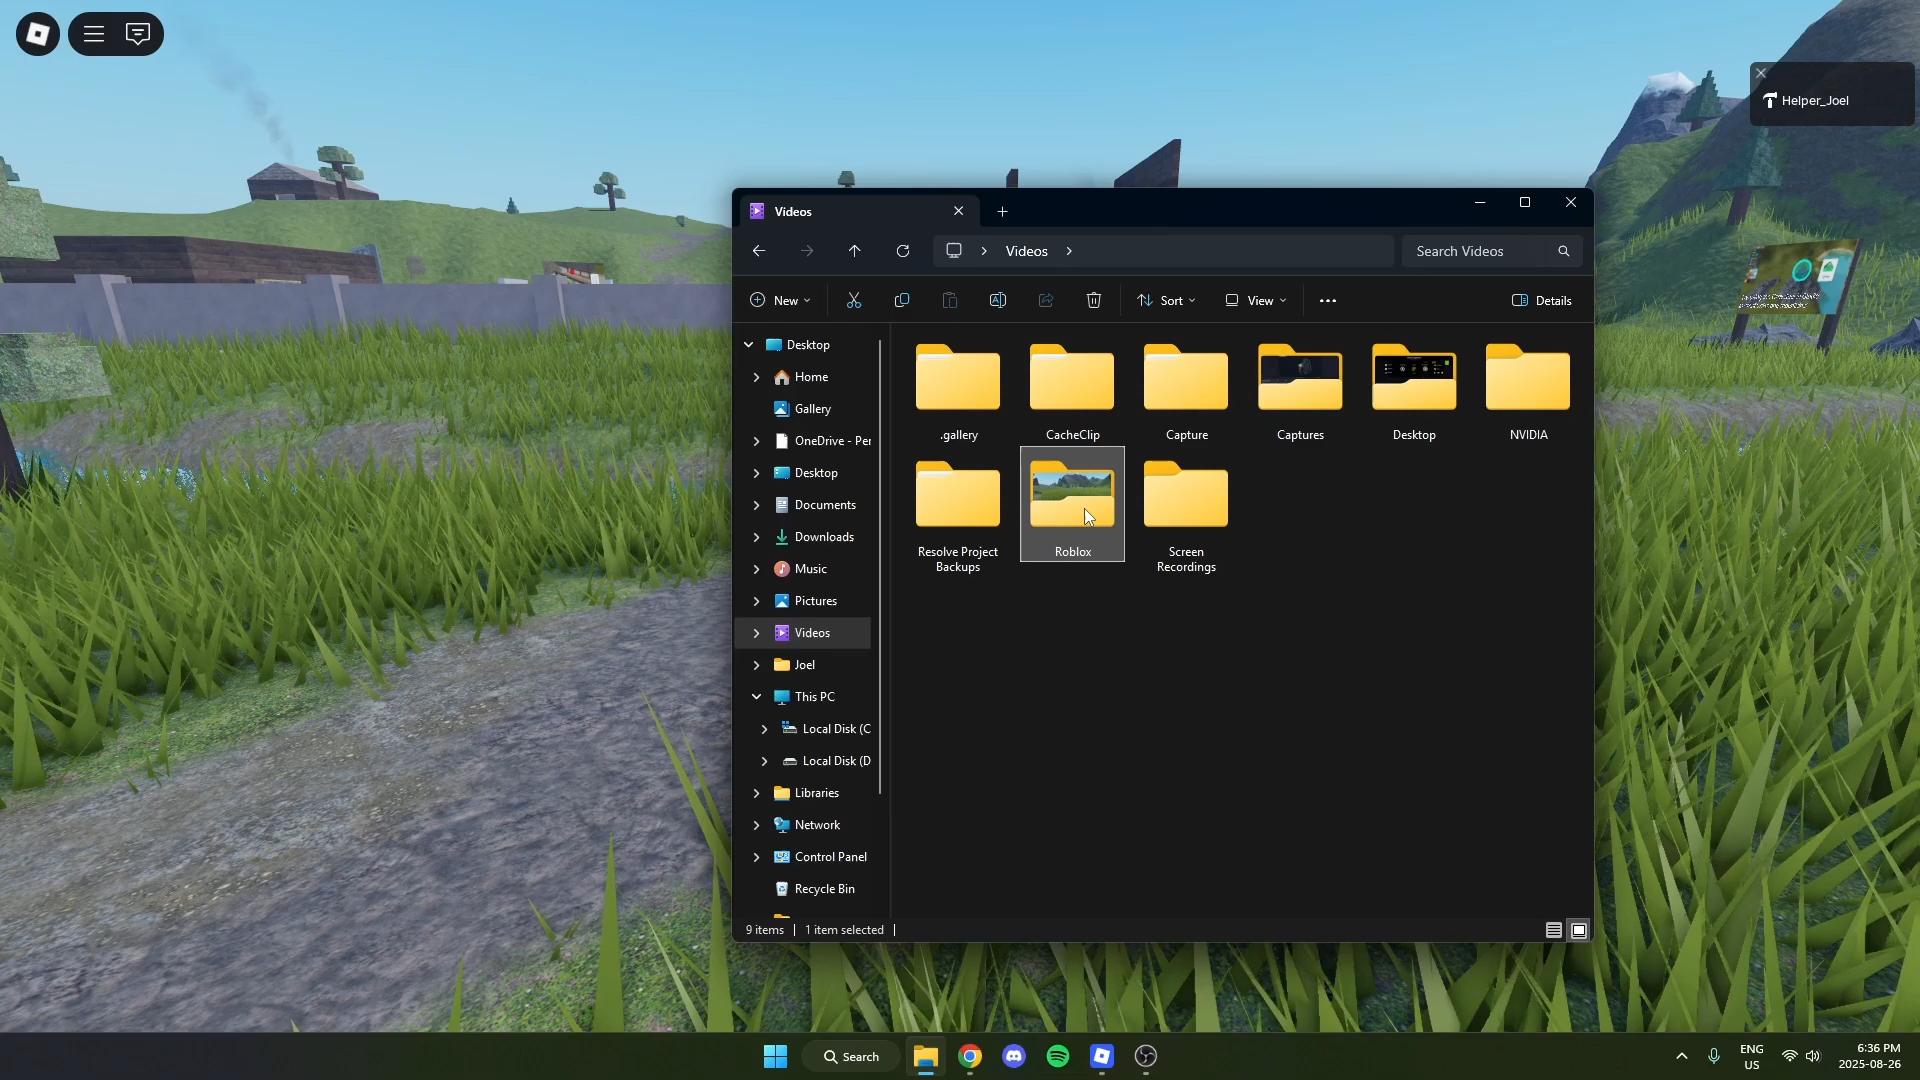 Helper_Joel
Videos
Videos
Search Videos
New
Sort
View
Details
Desktop
Home
Gallery
OneDrive - Per
Desktop
Documents
Downloads
Music
Pictures
Videos
Joel
This PC
Local Disk (C
Local Disk (D
Libraries
Network
Control Panel
Recycle Bin
.gallery
CacheClip
Capture
Captures
Desktop
NVIDIA
Resolve Project
Backups
Roblox
Screen
Recordings
9 items
1 item selected
Search
ENG
US
6:36 PM
2025-08-26